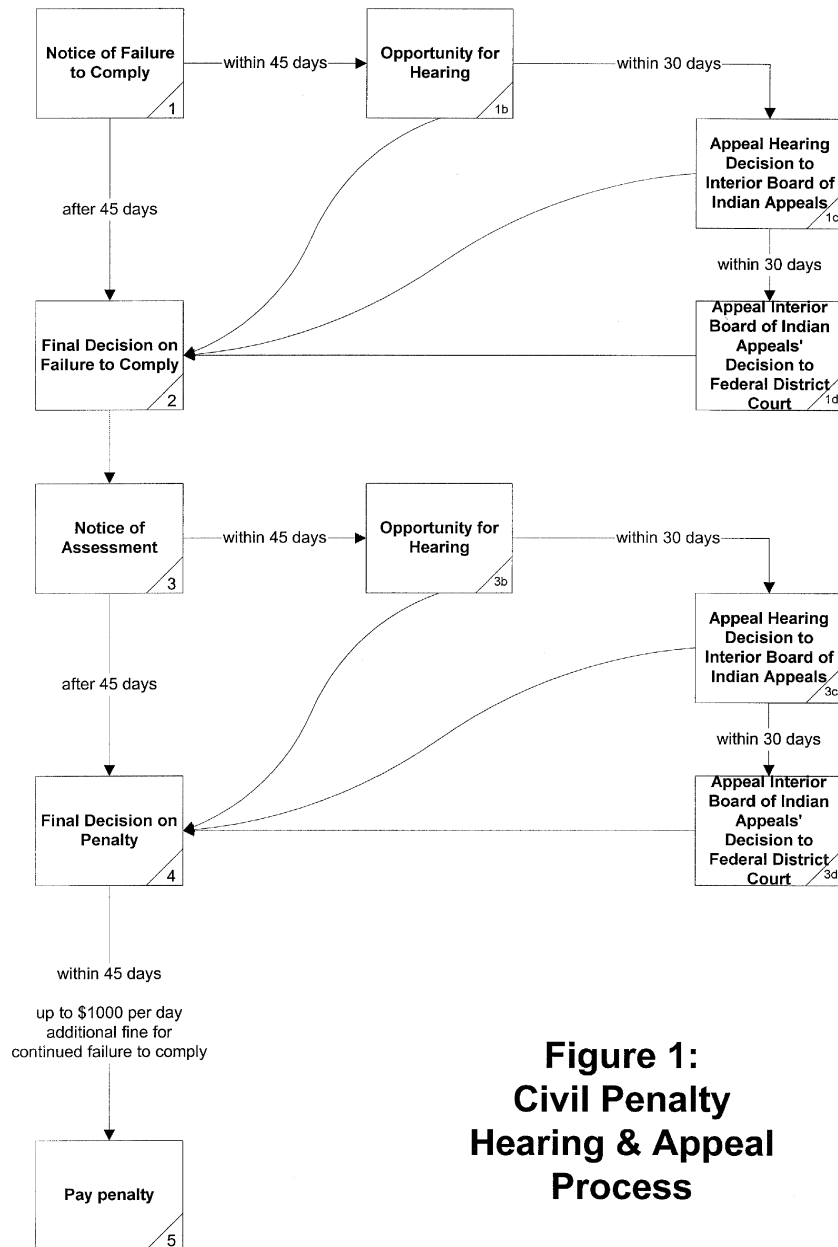 Notice of Failure
to Comply
1
within 45 days
Opportunity for
Hearing
1b
within 30 days
Appeal Hearing
Decision to
Interior Board of
Indian Appeals
1c
after 45 days
within 30 days
Final Decision on
Failure to Comply
2
Appeal Interior
Board of Indian
Appeals'
Decision to
Federal District
Court
1d
Notice of
Assessment
3
within 45 days
Opportunity for
Hearing
3b
within 30 days
Appeal Hearing
Decision to
Interior Board of
Indian Appeals
3c
after 45 days
within 30 days
Final Decision on
Penalty
4
Appeal Interior
Board of Indian
Appeals'
Decision to
Federal District
Court
3d
within 45 days
up to $1000 per day
additional fine for
continued failure to comply
Pay penalty
5
Figure 1:
Civil Penalty
Hearing & Appeal
Process